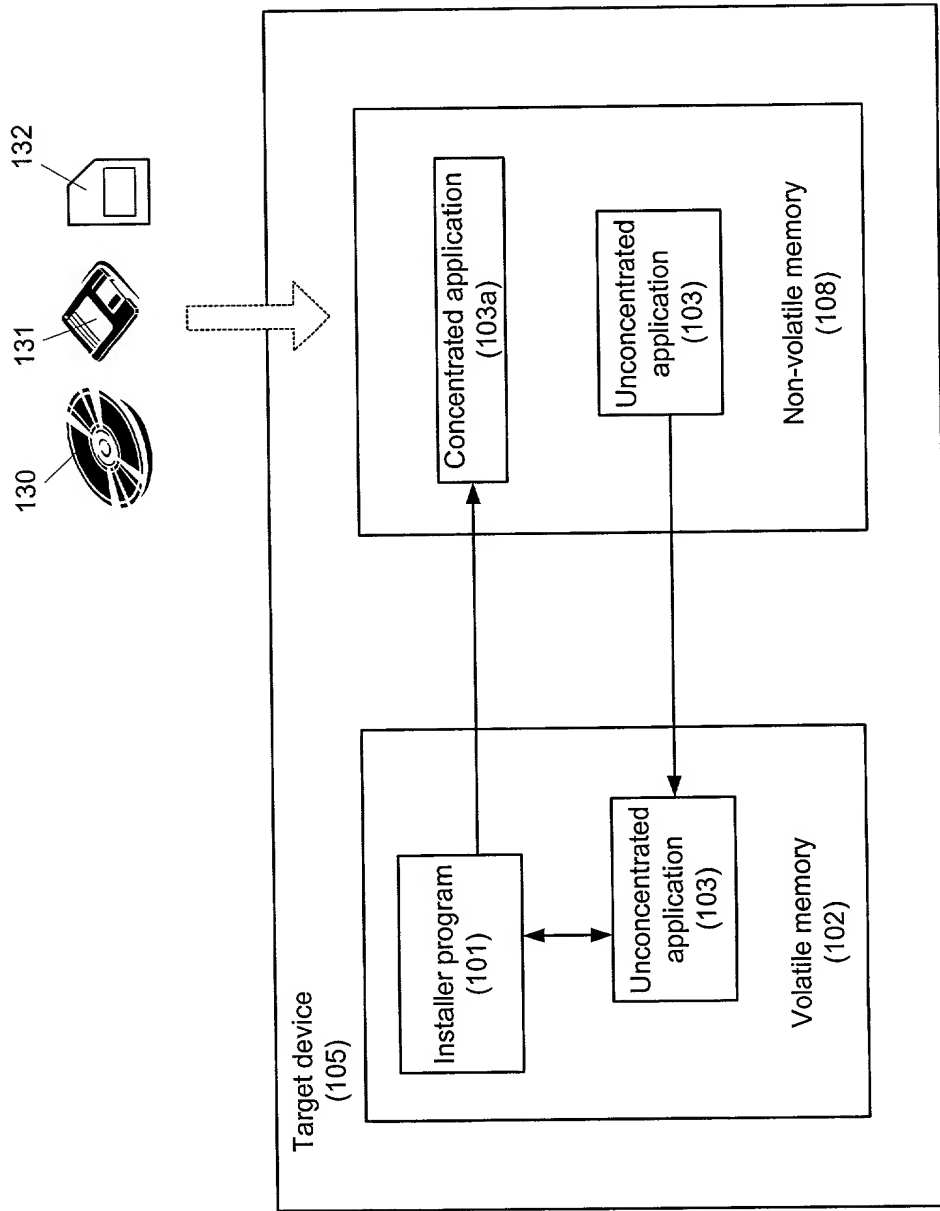 130
131
132
Target device
(105)
Installer program
(101)
Unconcentrated
application
(103)
Volatile memory
(102)
Concentrated application
(103a)
Unconcentrated
application
(103)
Non-volatile memory
(108)